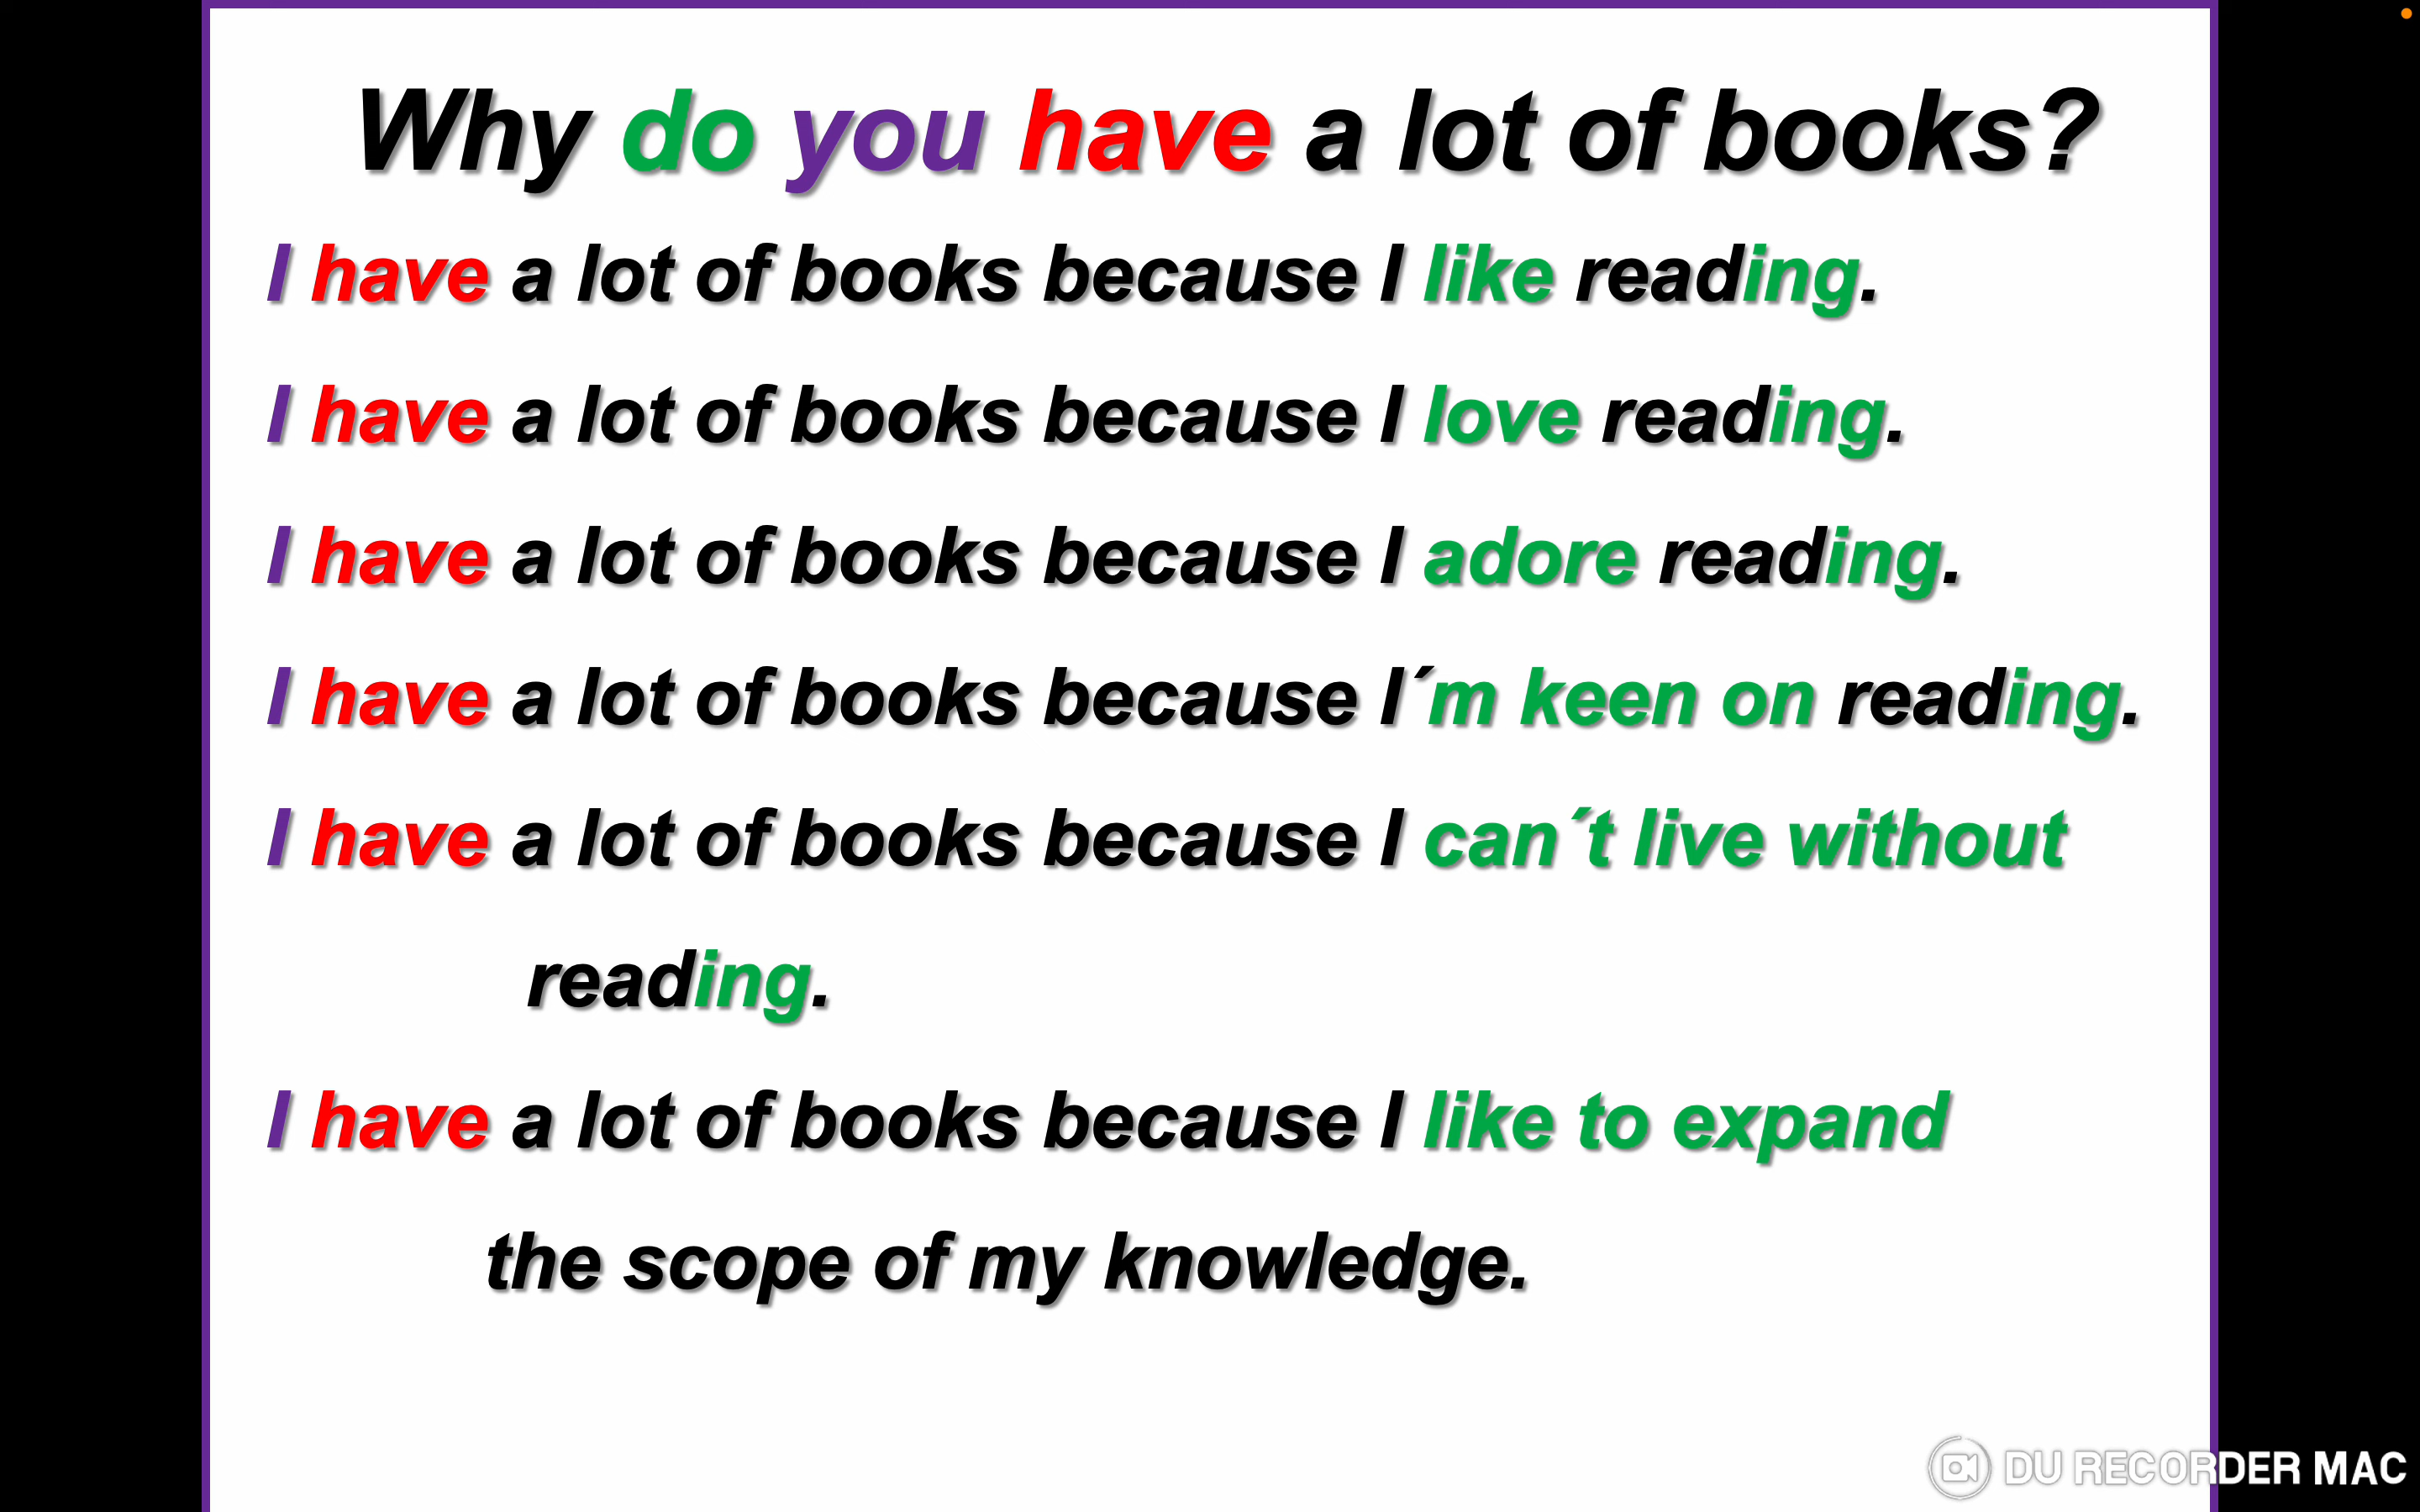 Why do you have a lot of books?
I have a lot of books because I like reading.
I have a lot of books because I love reading.
I have a lot of books because I adore reading.
I have a lot of books because I´m keen on reading.
I have a lot of books because I can´t live without
reading.
I have a lot of books because I like to expand
the scope of my knowledge.
DU RECORDER MAC